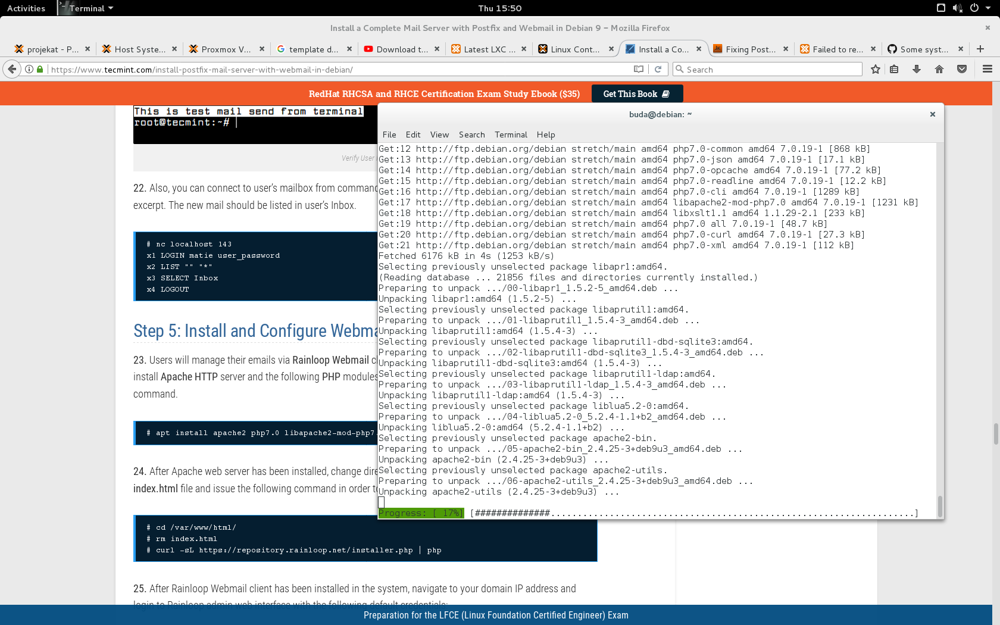 Activities
Terminal
Thu 15:50
Install a Complete Mail Server with Postfix and Webmail in Debian 9 – Mozilla Firefox
projekat - P...
Host Syste...
Proxmox V...
template d...
Download t...
Latest LXC ...
Linux Cont...
Install a Co...
Fixing Post...
Failed to re...
Some syst...
https://www.tecmint.com/install-postfix-mail-server-with-webmail-in-debian/
Search
RedHat RHCSA and RHCE Certification Exam Study Ebook ($35)
Get This Book
This is test mail send from terminal
root@tecmint:~#
Verify User
22. Also, you can connect to user's mailbox from command
excerpt. The new mail should be listed in user's Inbox.
# nc localhost 143
x1 LOGIN matie user_password
x2 LIST "" "*"
x3 SELECT Inbox
x4 LOGOUT
Step 5: Install and Configure Webma
23. Users will manage their emails via Rainloop Webmail cl
install Apache HTTP server and the following PHP modules
command.
# apt install apache2 php7.0 libapache2-mod-php7
24. After Apache web server has been installed, change dire
index.html file and issue the following command in order to
# cd /var/www/html/
# rm index.html
# curl -sL https://repository.rainloop.net/installer.php | php
25. After Rainloop Webmail client has been installed in the system, navigate to your domain IP address and
login to Rainloop admin web interface with the following default credentials:
Preparation for the LFCE (Linux Foundation Certified Engineer) Exam
buda@debian: ~
File Edit View Search Terminal Help
Get:12 http://ftp.debian.org/debian stretch/main amd64 php7.0-common amd64 7.0.19-1 [868 kB]
Get:13 http://ftp.debian.org/debian stretch/main amd64 php7.0-json amd64 7.0.19-1 [17.1 kB]
Get:14 http://ftp.debian.org/debian stretch/main amd64 php7.0-opcache amd64 7.0.19-1 [77.2 kB]
Get:15 http://ftp.debian.org/debian stretch/main amd64 php7.0-readline amd64 7.0.19-1 [12.2 kB]
Get:16 http://ftp.debian.org/debian stretch/main amd64 php7.0-cli amd64 7.0.19-1 [1289 kB]
Get:17 http://ftp.debian.org/debian stretch/main amd64 libapache2-mod-php7.0 amd64 7.0.19-1 [1231 kB]
Get:18 http://ftp.debian.org/debian stretch/main amd64 libxslt1.1 amd64 1.1.29-2.1 [233 kB]
Get:19 http://ftp.debian.org/debian stretch/main amd64 php7.0 all 7.0.19-1 [48.7 kB]
Get:20 http://ftp.debian.org/debian stretch/main amd64 php7.0-curl amd64 7.0.19-1 [27.3 kB]
Get:21 http://ftp.debian.org/debian stretch/main amd64 php7.0-xml amd64 7.0.19-1 [112 kB]
Fetched 6176 kB in 4s (1253 kB/s)
Selecting previously unselected package libapr1:amd64.
(Reading database ... 21856 files and directories currently installed.)
Preparing to unpack .../00-libapr1_1.5.2-5_amd64.deb ...
Unpacking libapr1:amd64 (1.5.2-5) ...
Selecting previously unselected package libaprutil1:amd64.
Preparing to unpack .../01-libaprutil1_1.5.4-3_amd64.deb ...
Unpacking libaprutil1:amd64 (1.5.4-3) ...
Selecting previously unselected package libaprutil1-dbd-sqlite3:amd64.
Preparing to unpack .../02-libaprutil1-dbd-sqlite3_1.5.4-3_amd64.deb ...
Unpacking libaprutil1-dbd-sqlite3:amd64 (1.5.4-3) ...
Selecting previously unselected package libaprutil1-ldap:amd64.
Preparing to unpack .../03-libaprutil1-ldap_1.5.4-3_amd64.deb ...
Unpacking libaprutil1-ldap:amd64 (1.5.4-3) ...
Selecting previously unselected package liblua5.2-0:amd64.
Preparing to unpack .../04-liblua5.2-0_5.2.4-1.1+b2_amd64.deb ...
Unpacking liblua5.2-0:amd64 (5.2.4-1.1+b2) ...
Selecting previously unselected package apache2-bin.
Preparing to unpack .../05-apache2-bin_2.4.25-3+deb9u3_amd64.deb ...
Unpacking apache2-bin (2.4.25-3+deb9u3) ...
Selecting previously unselected package apache2-utils.
Preparing to unpack .../06-apache2-utils_2.4.25-3+deb9u3_amd64.deb ...
Unpacking apache2-utils (2.4.25-3+deb9u3) ...
Progress: [ 17%] [##############....................................................................]